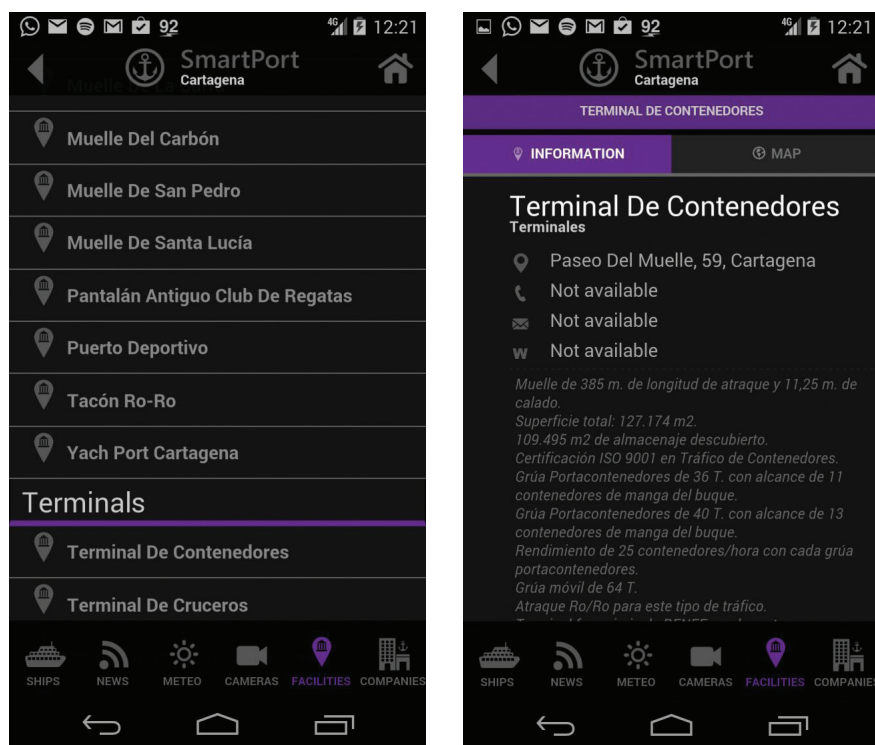 92
4G
12:21
SmartPort
Cartagena
Muelle Del Carbón
Muelle De San Pedro
Muelle De Santa Lucía
Pantalán Antiguo Club De Regatas
Puerto Deportivo
Tacón Ro-Ro
Yach Port Cartagena
Terminals
Terminal De Contenedores
Terminal De Cruceros
SHIPS NEWS METEO CAMERAS FACILITIES COMPANIES
92
4G
12:21
SmartPort
Cartagena
TERMINAL DE CONTENEDORES
INFORMATION
MAP
Terminal De Contenedores
Terminales
Paseo Del Muelle, 59, Cartagena
Not available
Not available
W Not available
Muelle de 385 m. de longitud de atraque y 11,25 m. de
calado.
Superficie total: 127.174 m2.
109.495 m2 de almacenaje descubierto.
Certificación ISO 9001 en Tráfico de Contenedores.
Grúa Portacontenedores de 36 T. con alcance de 11
contenedores de manga del buque.
Grúa Portacontenedores de 40 T. con alcance de 13
contenedores de manga del buque.
Rendimiento de 25 contenedores/hora con cada grúa
portacontenedores.
Grúa móvil de 64 T.
Atraque Ro/Ro para este tipo de tráfico.
SHIPS NEWS METEO CAMERAS FACILITIES COMPANIES